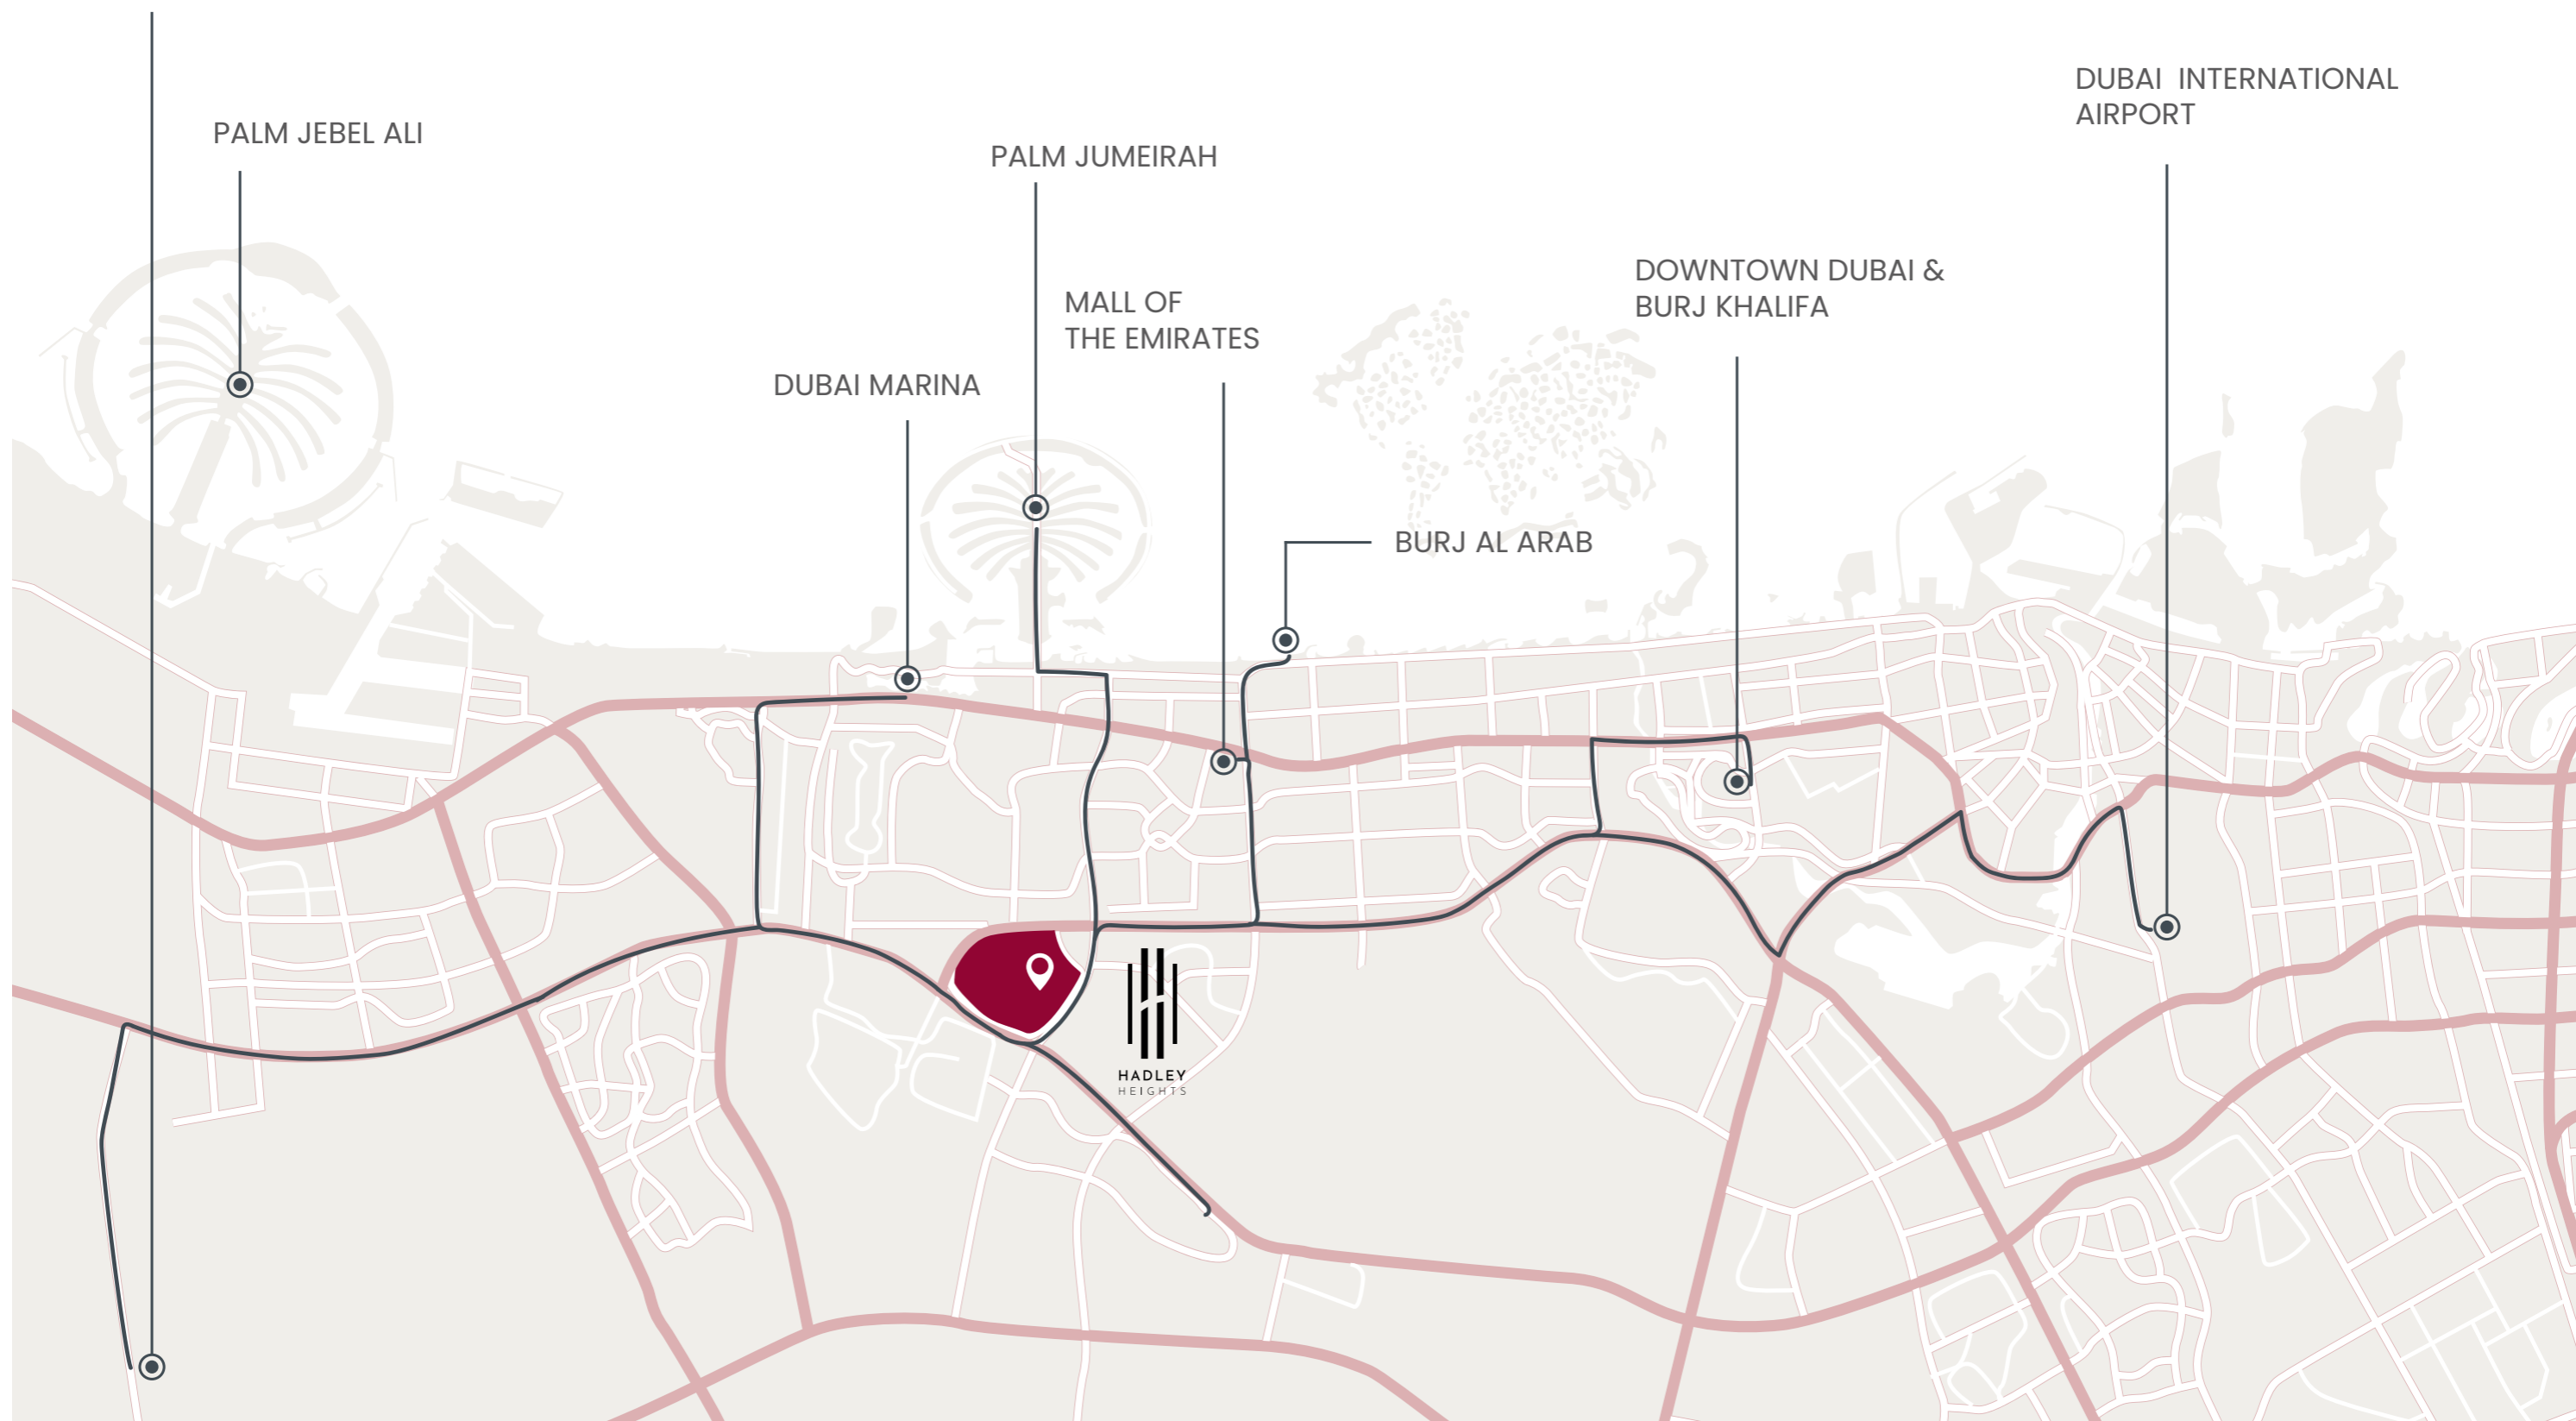 DUBAI  INTERNATIONAL
AIRPORT
PALM JEBEL ALI
PALM JUMEIRAH
DOWNTOWN DUBAI &
BURJ KHALIFA
MALL OF
THE EMIRATES
DUBAI MARINA
BURJ AL ARAB
HADLEY
HEIGHTS